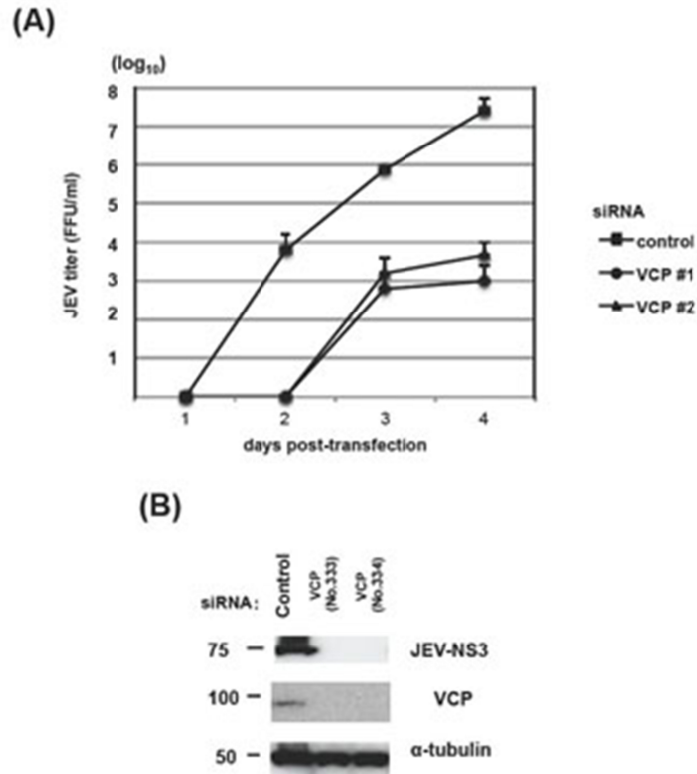 (A)
(log10)
8
7
6
5
4
3
2
1
JEV titer (FFU/ml)
1 2 3 4
days post-transfection
siRNA
control
VCP #1
VCP #2
(B)
siRNA:
Control
VCP
(No.333)
VCP
(No.334)
75
JEV-NS3
100
VCP
50
α-tubulin